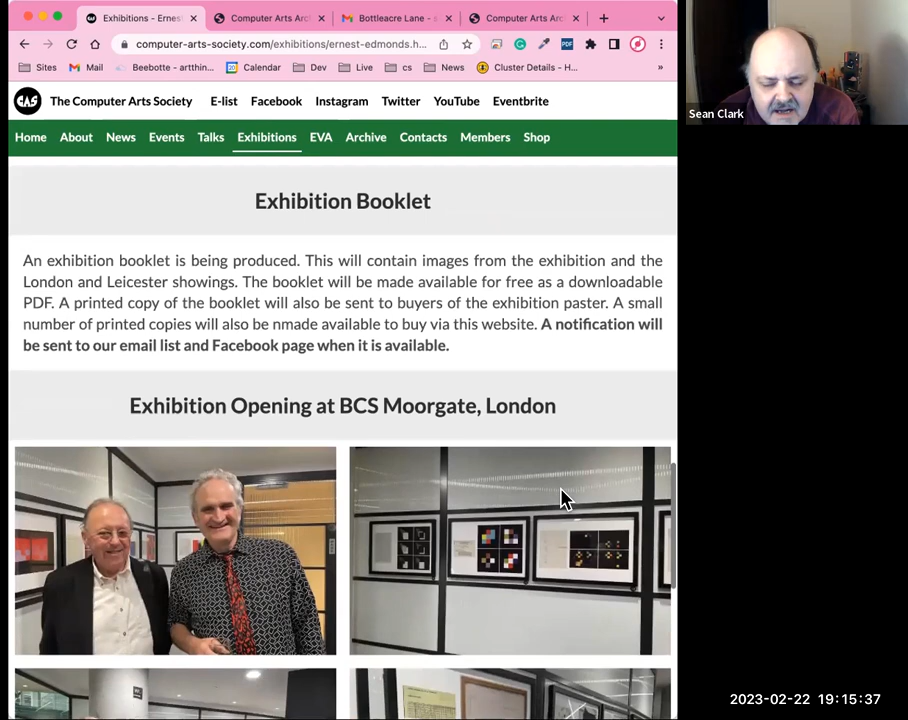 Exhibitions - Ernes
Computer Arts Arc
Bottleacre Lane -
Computer Arts Arc
computer-arts-society.com/exhibitions/ernest-edmonds.h...
Sites Mail Beebotte - artthin... Calendar Dev Live cs News Cluster Details - H... »
CAS The Computer Arts Society E-list Facebook Instagram Twitter YouTube Eventbrite
Home About News Events Talks Exhibitions EVA Archive Contacts Members Shop
Exhibition Booklet
An exhibition booklet is being produced. This will contain images from the exhibition and the
London and Leicester showings. The booklet will be made available for free as a downloadable
PDF. A printed copy of the booklet will also be sent to buyers of the exhibition paster. A small
number of printed copies will also be nmade available to buy via this website. A notification will
be sent to our email list and Facebook page when it is available.
Exhibition Opening at BCS Moorgate, London
Sean Clark
2023-02-22 19:15:37